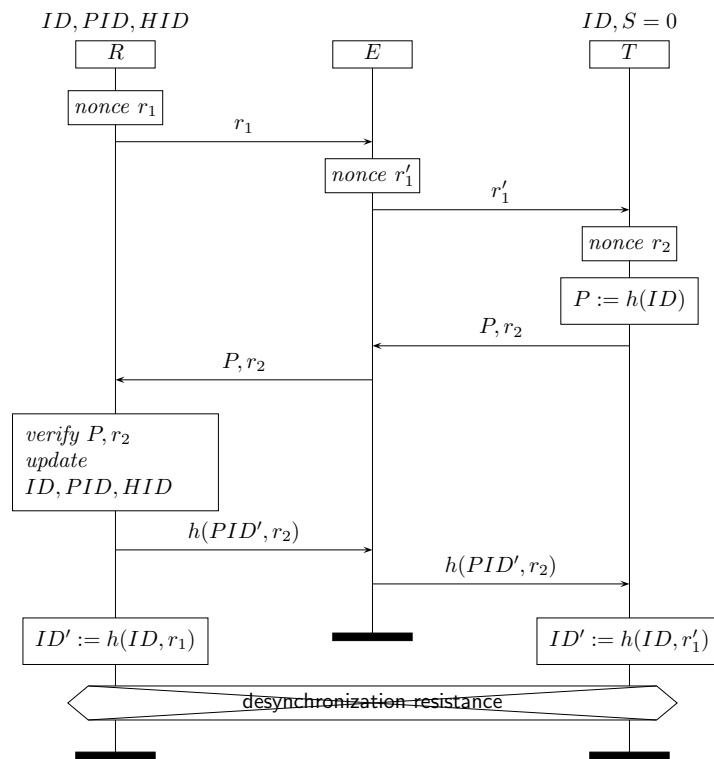 ID, PID, HID
ID, S = 0
R
E
T
nonce r₁
r₁
nonce r′₁
r′₁
nonce r₂
P := h(ID)
P, r₂
P, r₂
verify P, r₂
update
ID, PID, HID
h(PID′, r₂)
h(PID′, r₂)
ID′ := h(ID, r₁)
ID′ := h(ID, r′₁)
desynchronization resistance